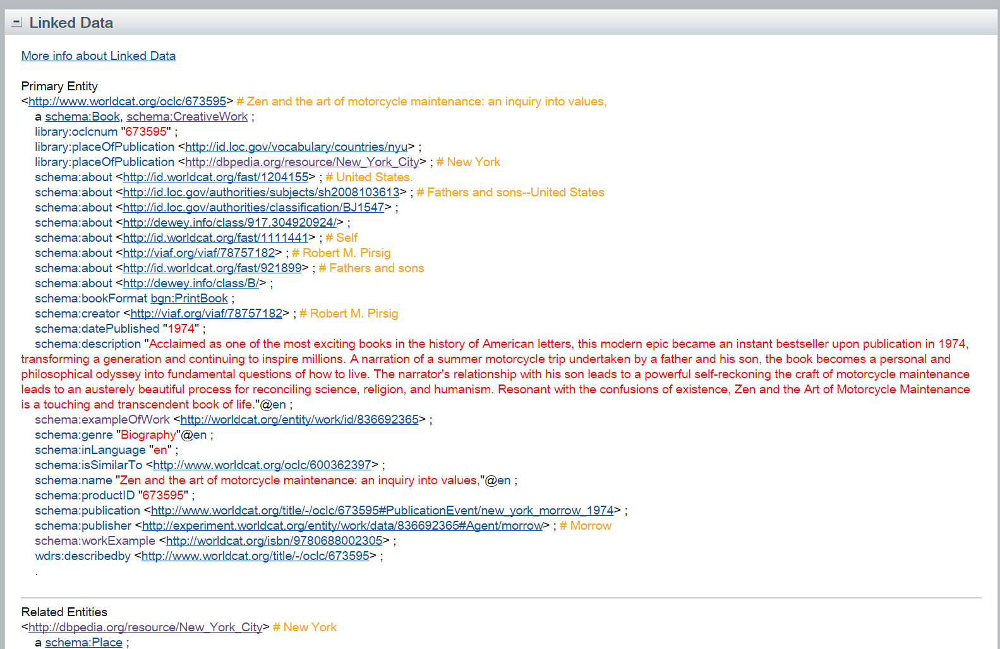 Linked Data
More info about Linked Data
Primary Entity
<http://www.worldcat.org/oclc/673595> # Zen and the art of motorcycle maintenance: an inquiry into values,
a schema:Book, schema:CreativeWork ;
library:oclcnum "673595" ;
library:placeOfPublication <http://id.loc.gov/vocabulary/countries/nyu> ;
library:placeOfPublication <http://dbpedia.org/resource/New_York_City> ; # New York
schema:about <http://id.worldcat.org/fast/1204155> ; # United States.
schema:about <http://id.loc.gov/authorities/subjects/sh2008103613> ; # Fathers and sons--United States
schema:about <http://id.loc.gov/authorities/classification/BJ1547> ;
schema:about <http://dewey.info/class/917.304920924/> ;
schema:about <http://id.worldcat.org/fast/1111441> ; # Self
schema:about <http://viaf.org/viaf/78757182> ; # Robert M. Pirsig
schema:about <http://id.worldcat.org/fast/921899> ; # Fathers and sons
schema:about <http://dewey.info/class/B/> ;
schema:bookFormat bgn:PrintBook ;
schema:creator <http://viaf.org/viaf/78757182> ; # Robert M. Pirsig
schema:datePublished "1974" ;
schema:description "Acclaimed as one of the most exciting books in the history of American letters, this modern epic became an instant bestseller upon publication in 1974,
transforming a generation and continuing to inspire millions. A narration of a summer motorcycle trip undertaken by a father and his son, the book becomes a personal and
philosophical odyssey into fundamental questions of how to live. The narrator's relationship with his son leads to a powerful self-reckoning the craft of motorcycle maintenance
leads to an austerely beautiful process for reconciling science, religion, and humanism. Resonant with the confusions of existence, Zen and the Art of Motorcycle Maintenance
is a touching and transcendent book of life."@en ;
schema:exampleOfWork <http://worldcat.org/entity/work/id/836692365> ;
schema:genre "Biography"@en ;
schema:inLanguage "en" ;
schema:isSimilarTo <http://www.worldcat.org/oclc/600362397> ;
schema:name "Zen and the art of motorcycle maintenance: an inquiry into values,"@en ;
schema:productID "673595" ;
schema:publication <http://www.worldcat.org/title/-/oclc/673595#PublicationEvent/new_york_morrow_1974> ;
schema:publisher <http://experiment.worldcat.org/entity/work/data/836692365#Agent/morrow> ; # Morrow
schema:workExample <http://worldcat.org/isbn/9780688002305> ;
wdrs:describedby <http://www.worldcat.org/title/-/oclc/673595> ;
.
Related Entities
<http://dbpedia.org/resource/New_York_City> # New York
a schema:Place ;